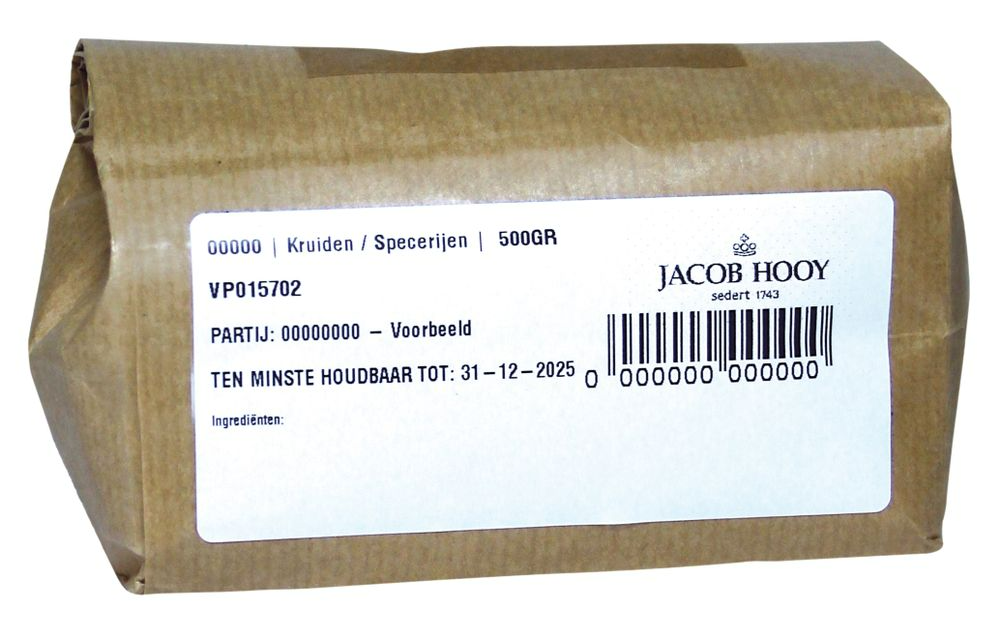 00000 | Kruiden / Specerijen | 500GR
VP015702
PARTIJ: 00000000 – Voorbeeld
TEN MINSTE HOUDBAAR TOT: 31–12–2025
Ingrediënten:
JACOB HOOY
sedert 1743
0 000000 000000